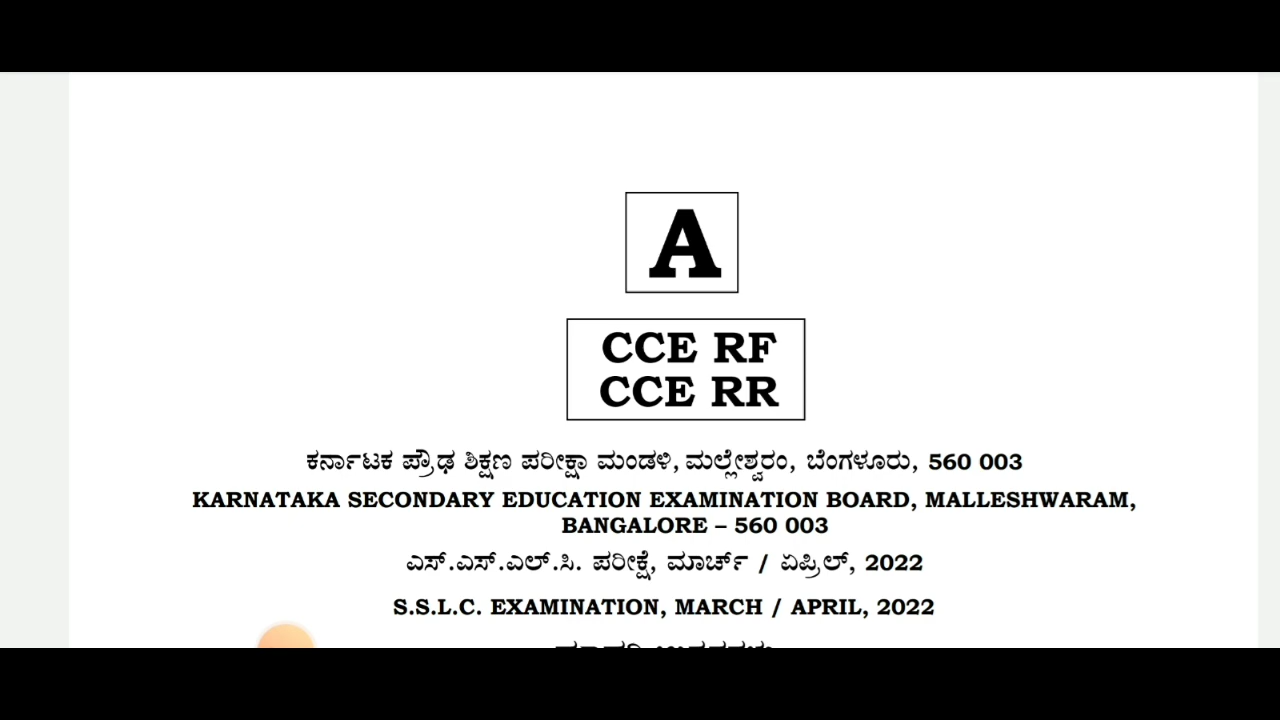 A
CCE RF
CCE RR
ಕರ್ನಾಟಕ ಪ್ರೌಢ ಶಿಕ್ಷಣ ಪರೀಕ್ಷಾ ಮಂಡಳಿ, ಮಲ್ಲೇಶ್ವರಂ, ಬೆಂಗಳೂರು, 560 003
KARNATAKA SECONDARY EDUCATION EXAMINATION BOARD, MALLESHWARAM,
BANGALORE – 560 003
ಎಸ್.ಎಸ್.ಎಲ್.ಸಿ. ಪರೀಕ್ಷೆ, ಮಾರ್ಚ್ / ಏಪ್ರಿಲ್, 2022
S.S.L.C. EXAMINATION, MARCH / APRIL, 2022